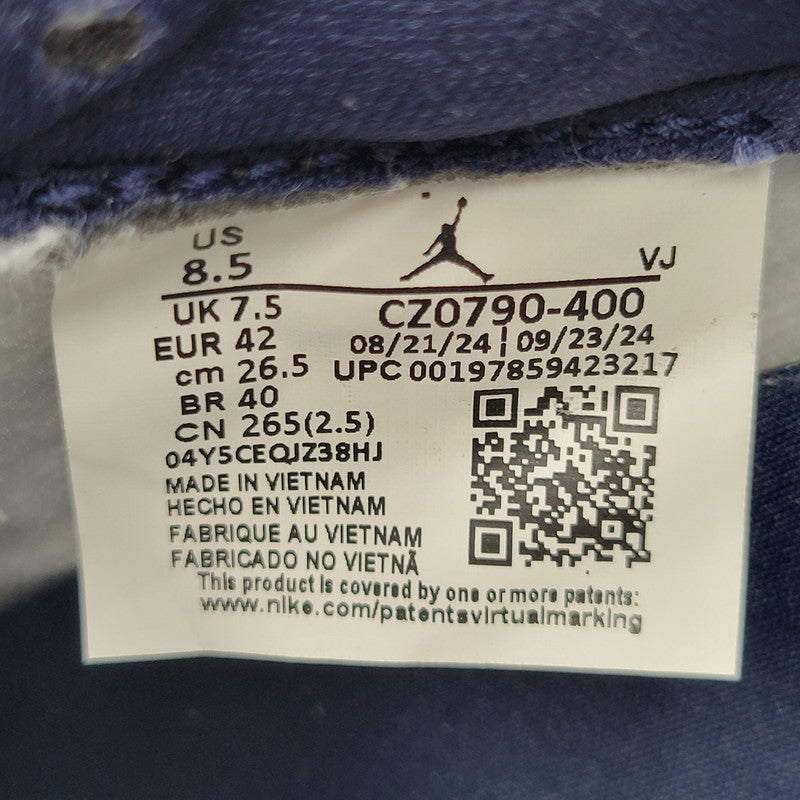 US
8.5
VJ
UK 7.5
CZ0790-400
EUR 42
08/21/24 | 09/23/24
cm 26.5
UPC 00197859423217
BR 40
CN 265(2.5)
04Y5CEQJZ38HJ
MADE IN VIETNAM
HECHO EN VIETNAM
FABRIQUE AU VIETNAM
FABRICADO NO VIETNÃ
This product is covered by one or more patents:
www.nike.com/patentsvirtualmarking